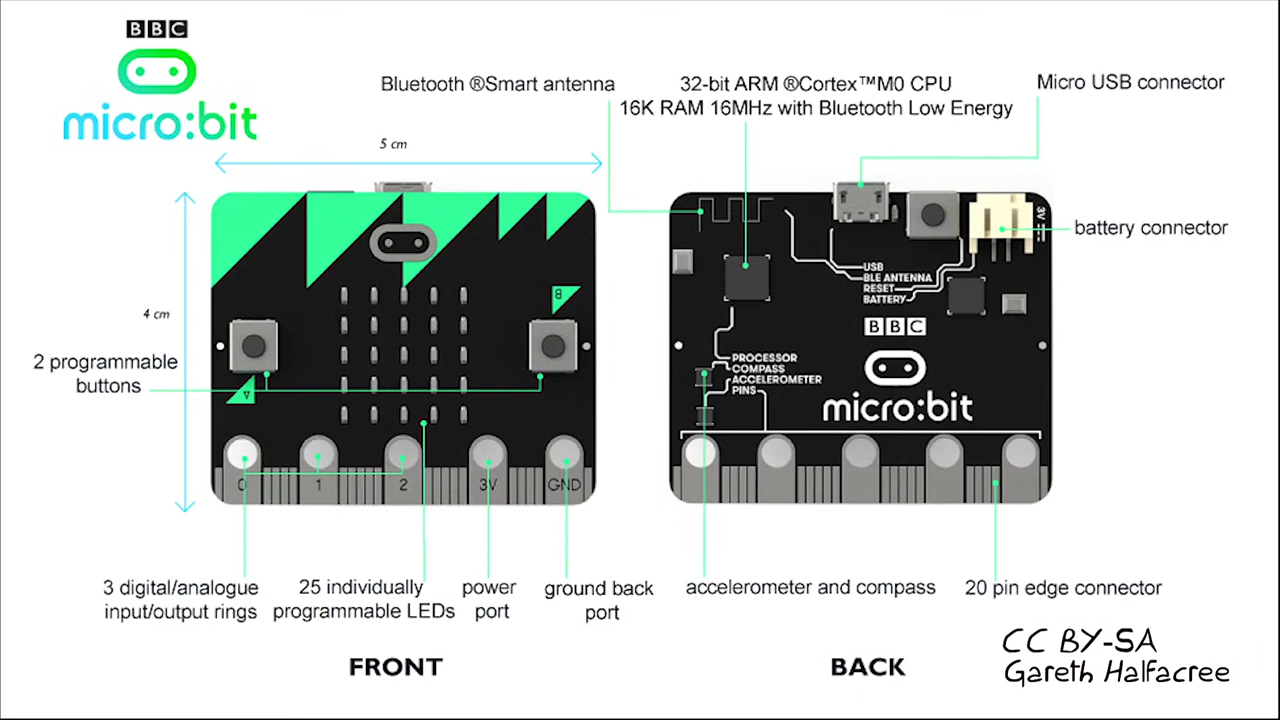 BBC
micro:bit
Bluetooth ®Smart antenna
32-bit ARM ®Cortex™M0 CPU
16K RAM 16MHz with Bluetooth Low Energy
Micro USB connector
5 cm
4 cm
battery connector
3V
B
A
2 programmable
buttons
0 1 2 3V GND
USB
BLE ANTENNA
RESET
BATTERY
BBC
micro:bit
PROCESSOR
COMPASS
ACCELEROMETER
PINS
3 digital/analogue
input/output rings
25 individually
programmable LEDs
power
port
ground back
port
accelerometer and compass
20 pin edge connector
FRONT
BACK
CC BY-SA
Gareth Halfacree